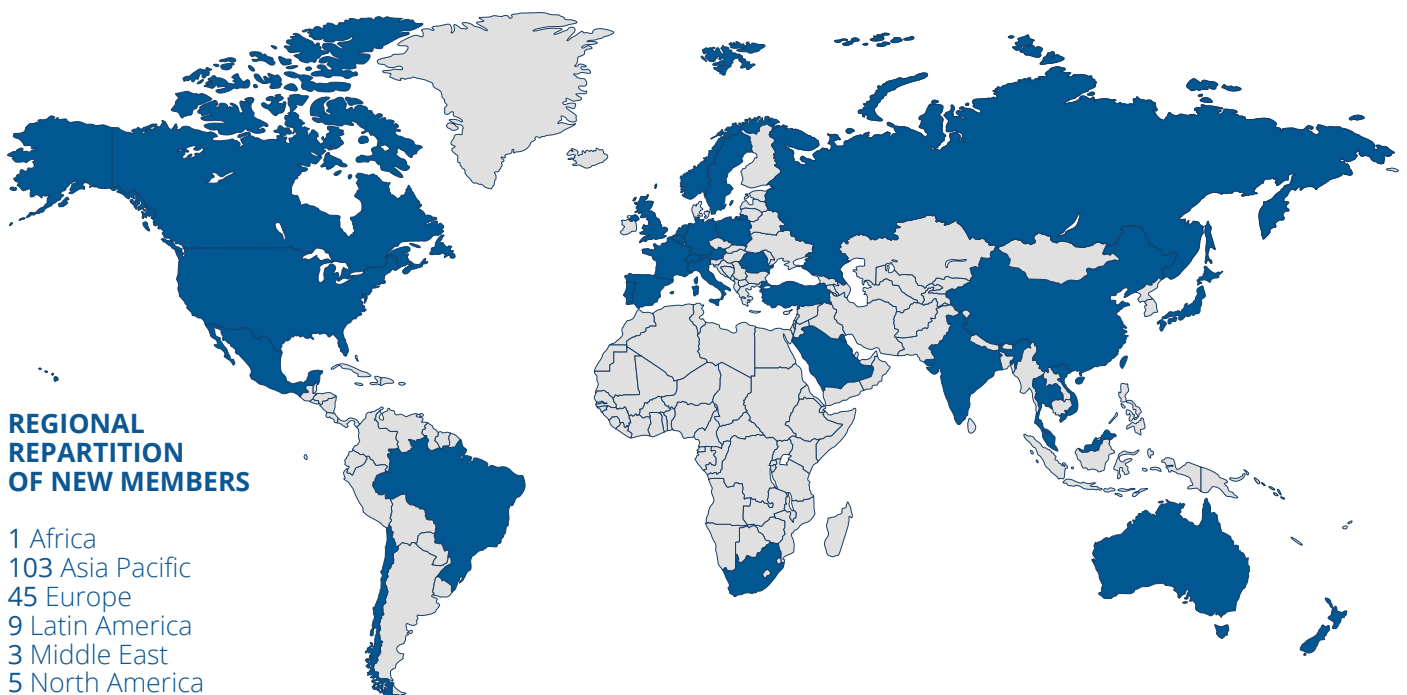 REGIONAL
REPARTITION
OF NEW MEMBERS
1 Africa
103 Asia Pacific
45 Europe
9 Latin America
3 Middle East
5 North America